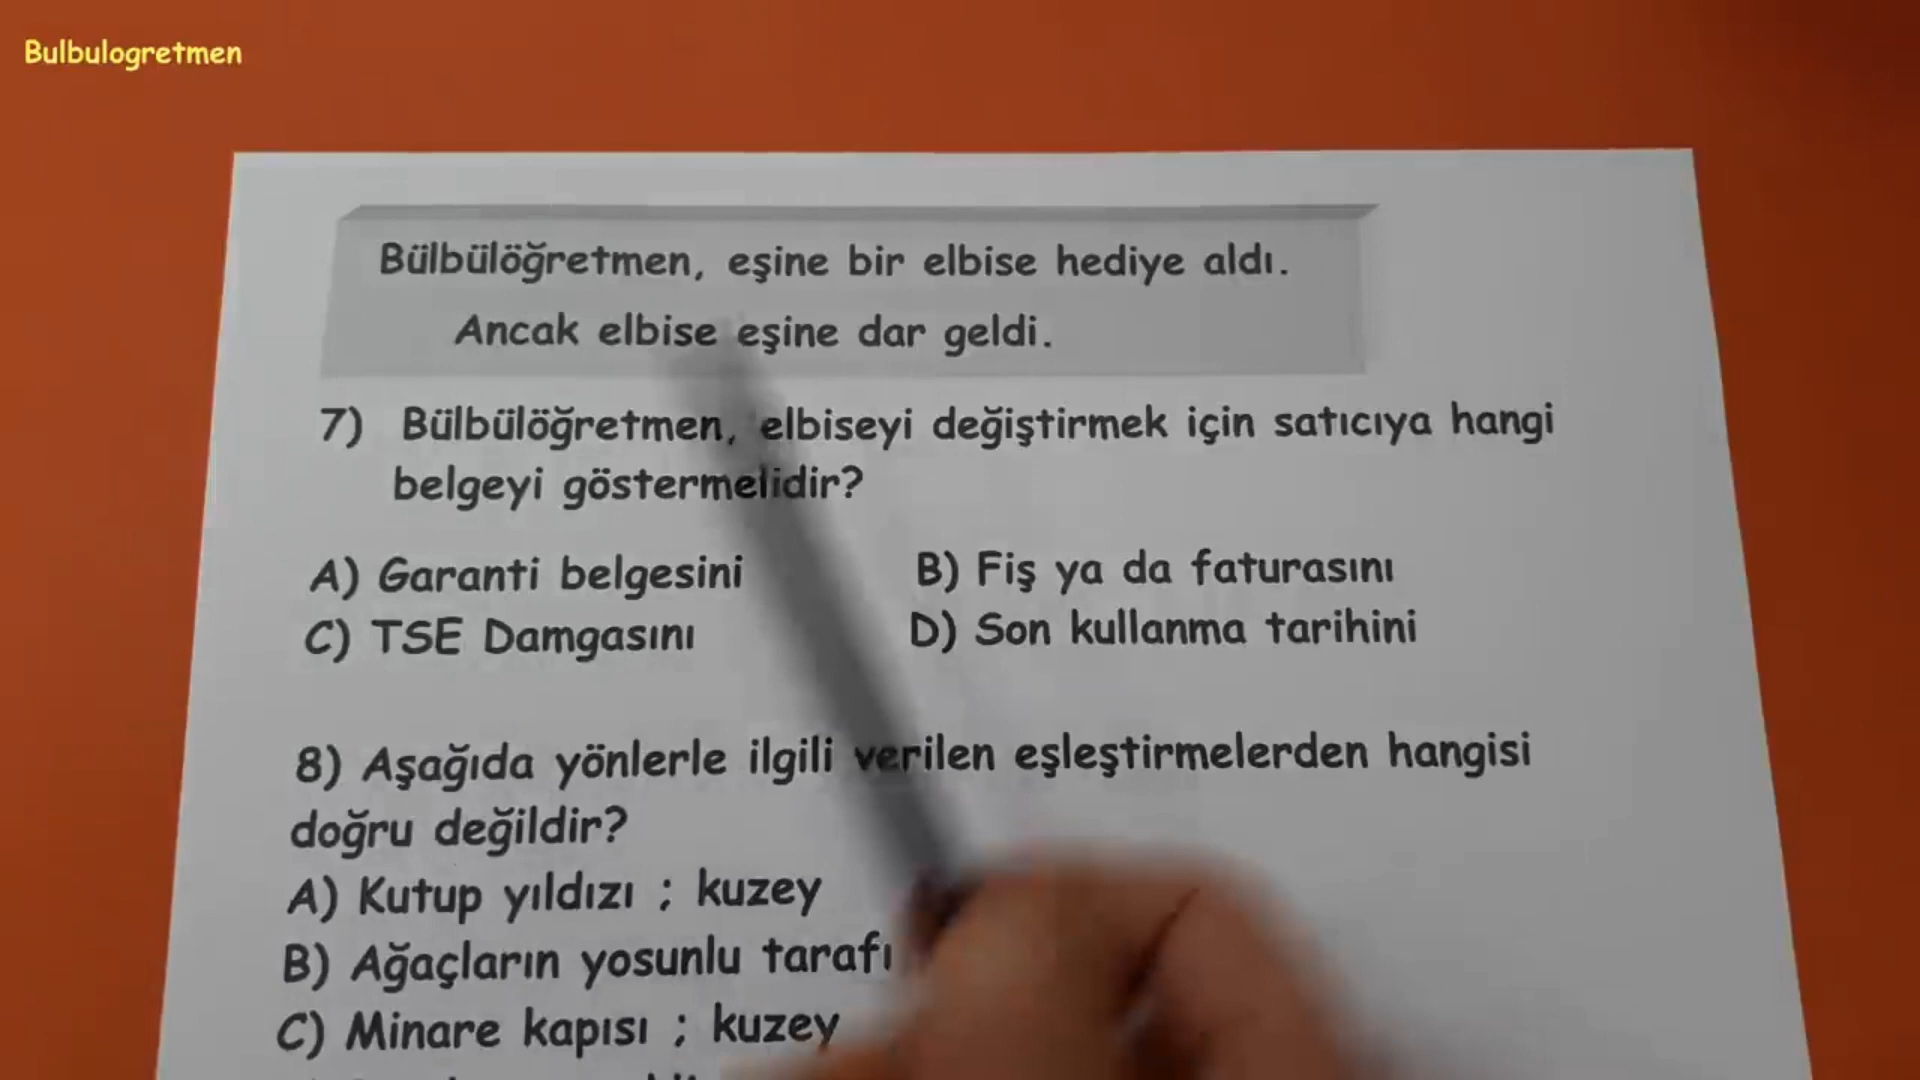 Bulbulogretmen
Bülbülöğretmen, eşine bir elbise hediye aldı.
Ancak elbise eşine dar geldi.
7) Bülbülöğretmen, elbiseyi değiştirmek için satıcıya hangi
belgeyi göstermelidir?
A) Garanti belgesini B) Fiş ya da faturasını
C) TSE Damgasını D) Son kullanma tarihini
8) Aşağıda yönlerle ilgili verilen eşleştirmelerden hangisi
doğru değildir?
A) Kutup yıldızı ; kuzey
B) Ağaçların yosunlu tarafı
C) Minare kapısı ; kuzey